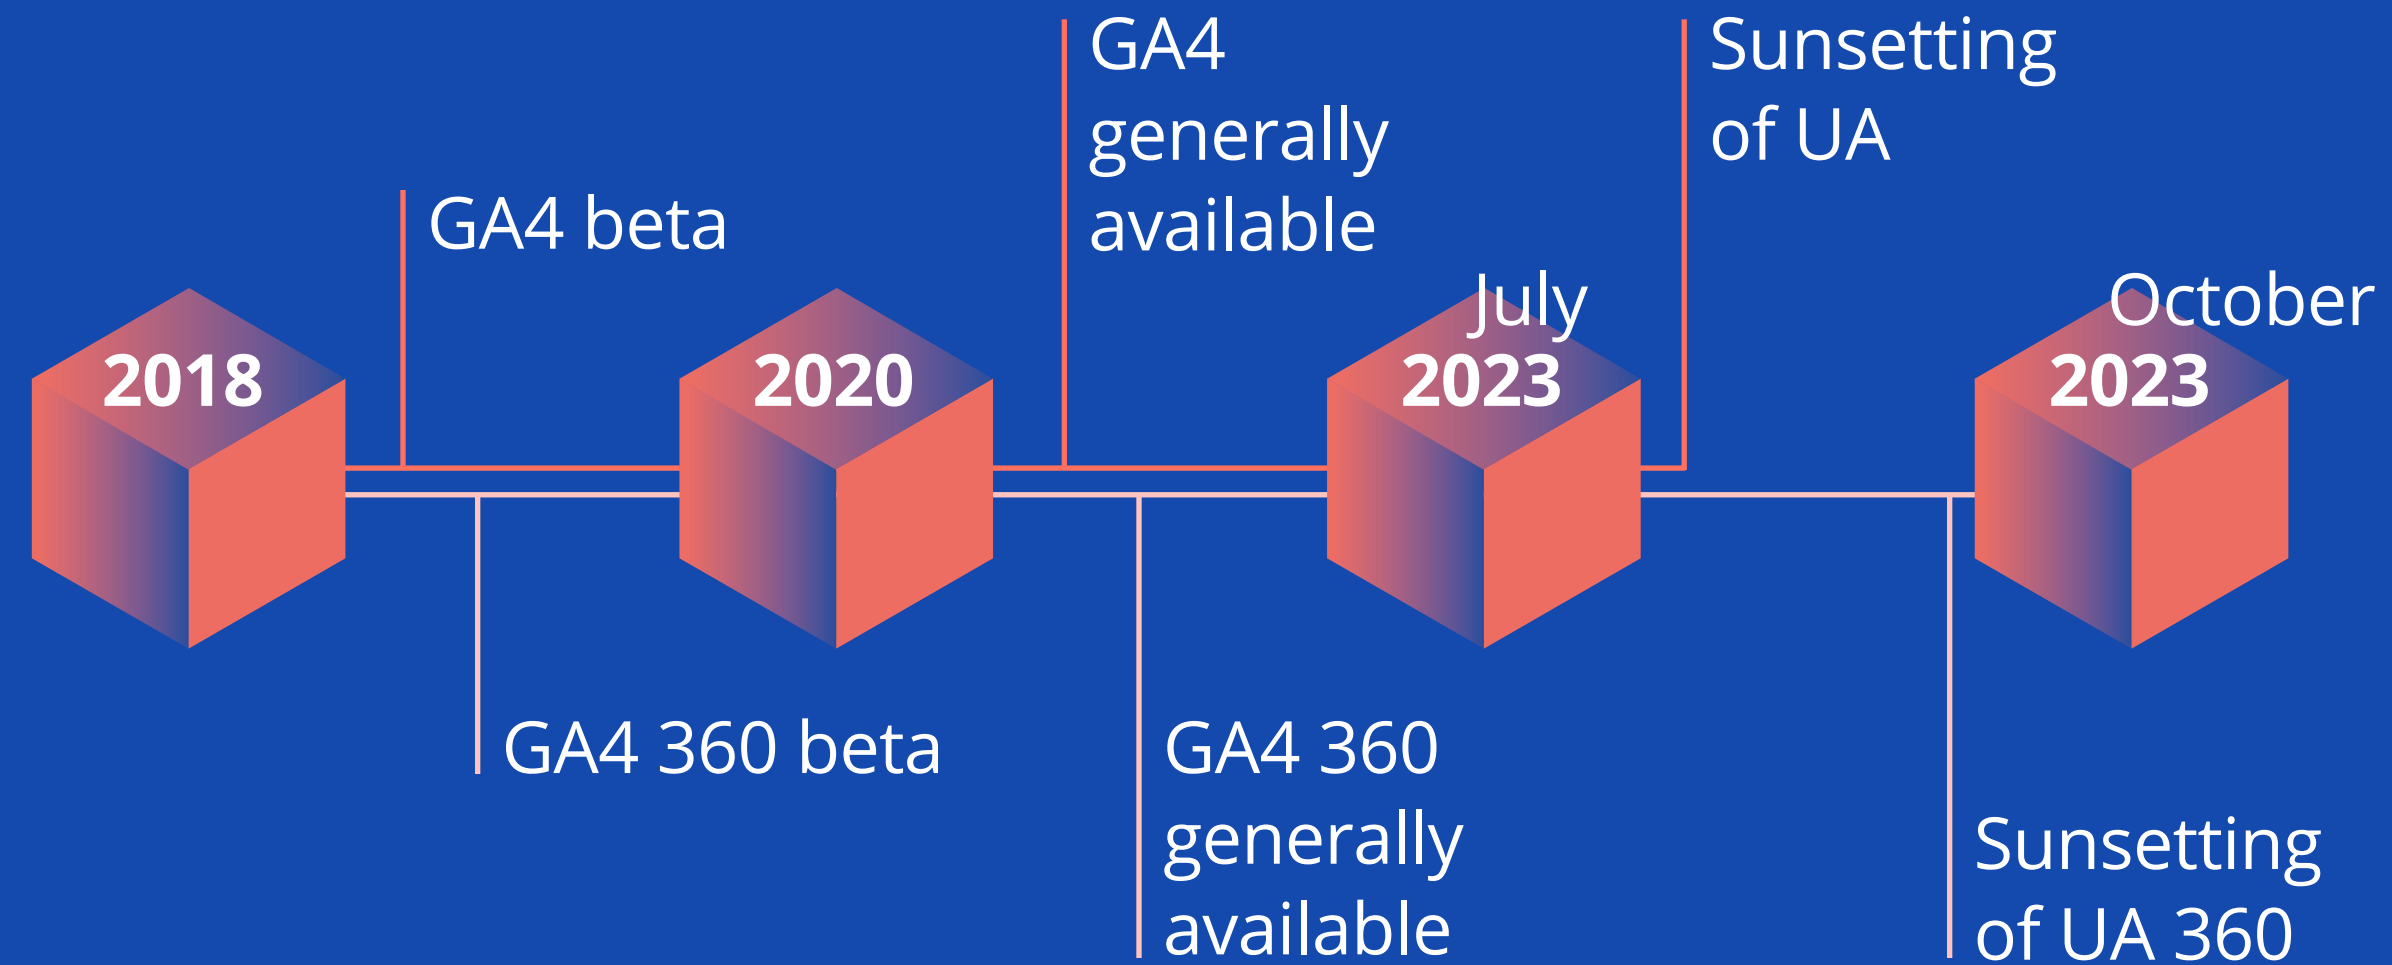 2018
GA4 beta
GA4 360 beta
2020
GA4
generally
available
GA4 360
generally
available
July
2023
Sunsetting
of UA
October
2023
Sunsetting
of UA 360